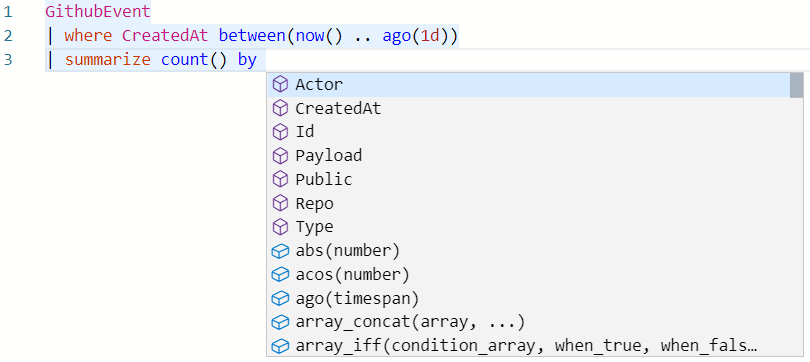 1 GithubEvent
2 | where CreatedAt between(now() .. ago(1d))
3 | summarize count() by
Actor
CreatedAt
Id
Payload
Public
Repo
Type
abs(number)
acos(number)
ago(timespan)
array_concat(array, ...)
array_iff(condition_array, when_true, when_fals…